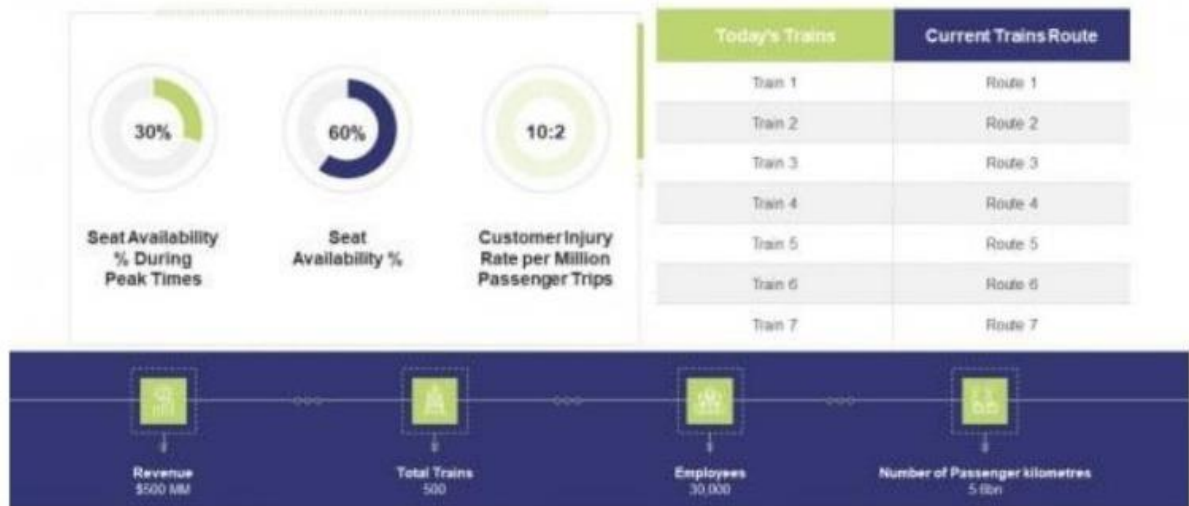 30%
60%
10:2
Seat Availability
% During
Peak Times
Seat
Availability %
Customer Injury
Rate per Million
Passenger Trips
Today's Trains Current Trains Route
Train 1 Route 1
Train 2 Route 2
Train 3 Route 3
Train 4 Route 4
Train 5 Route 5
Train 6 Route 6
Train 7 Route 7
Revenue
$500 MM
Total Trains
500
Employees
30,000
Number of Passenger kilometres